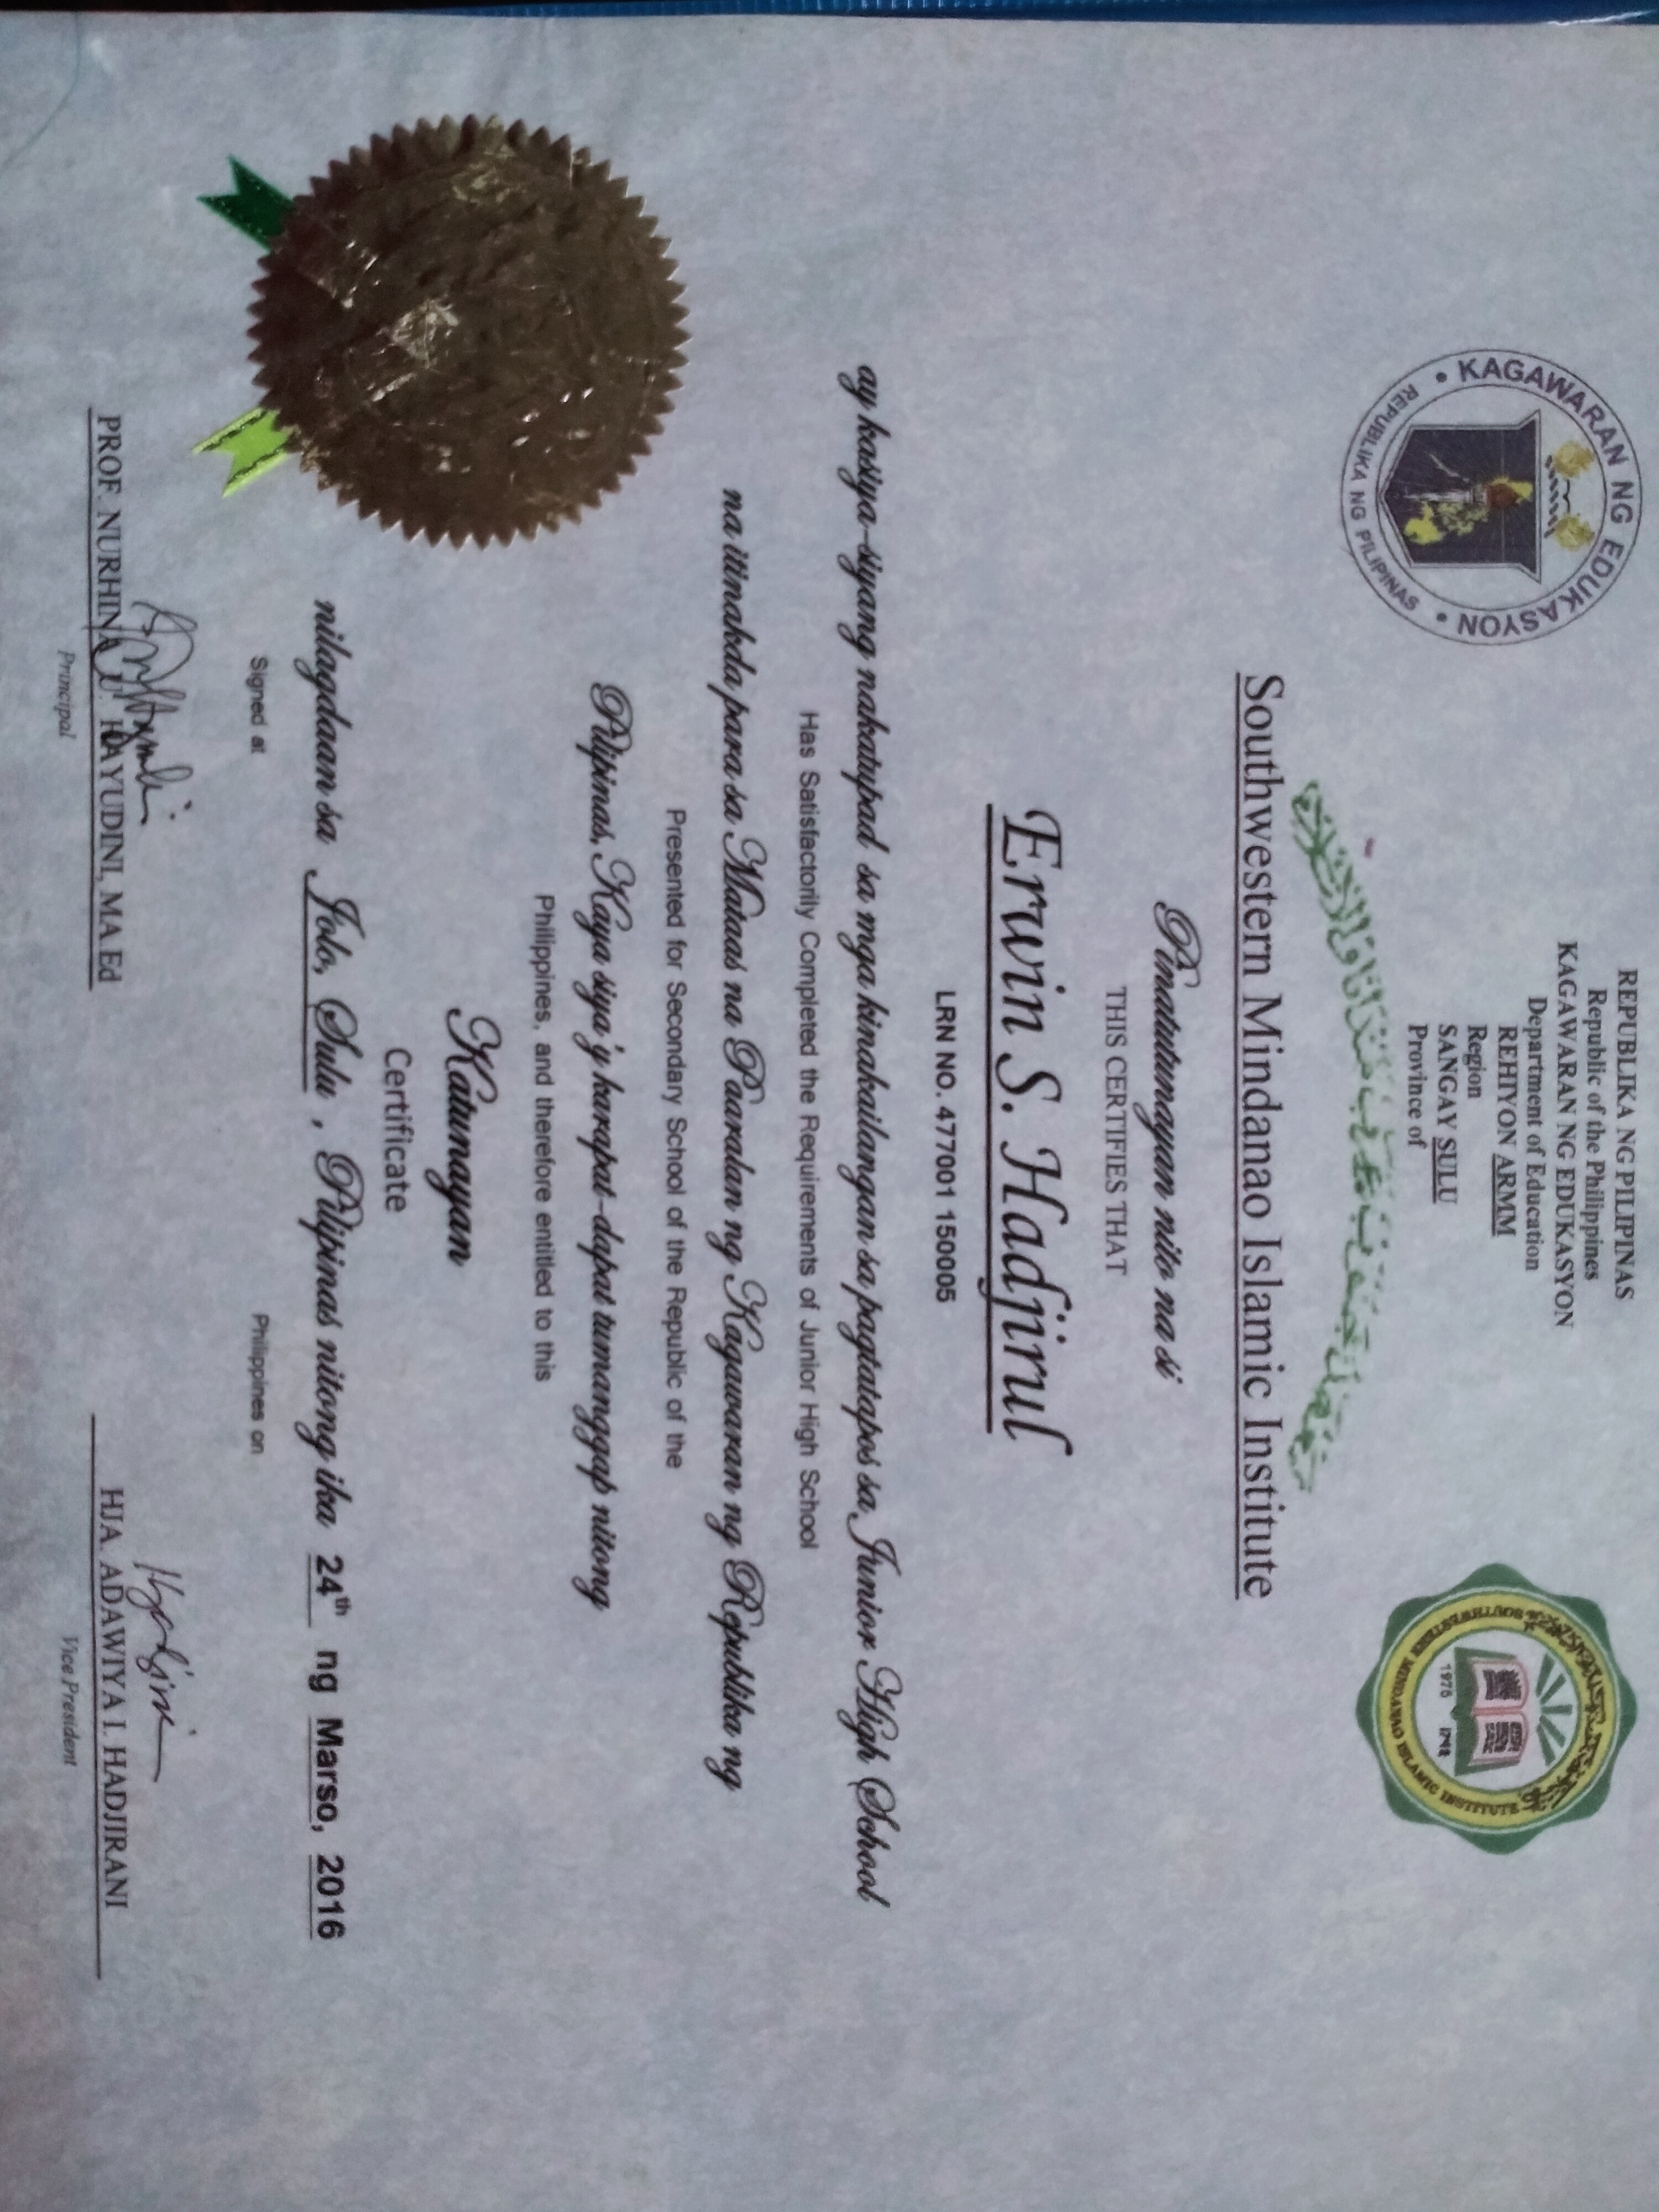 KAGAWARAN NG EDUKASYON
REPUBLIKA NG PILIPINAS
REPUBLIKA NG PILIPINAS
Republic of the Philippines
KAGAWARAN NG EDUKASYON
Department of Education
REHIYON ARMM
Region
SANGAY SULU
Province of
SOUTHWESTERN MINDANAO ISLAMIC INSTITUTE
1975
Southwestern Mindanao Islamic Institute
Pinatutunayan nito na si
THIS CERTIFIES THAT
Erwin S. Hadjirul
LRN NO. 477001 150005
ay kasiya-siyang nakatupad sa mga kinakailangan sa pagtatapos sa Junior High School
Has Satisfactorily Completed the Requirements of Junior High School
na itinakda para sa Mataas na Paaralan ng Kagawaran ng Republika ng
Presented for Secondary School of the Republic of the
Pilipinas, Kaya siya'y karapat-dapat tumanggap nitong
Philippines, and therefore entitled to this
Katunayan
Certificate
nilagdaan sa Jolo, Sulu , Pilipinas nitong ika 24th ng Marso, 2016
Signed at Philippines on
PROF. NURHINA U. HAYUDINI, MA.Ed
Principal
HJA. ADAWIYA I. HADJIRANI
Vice President